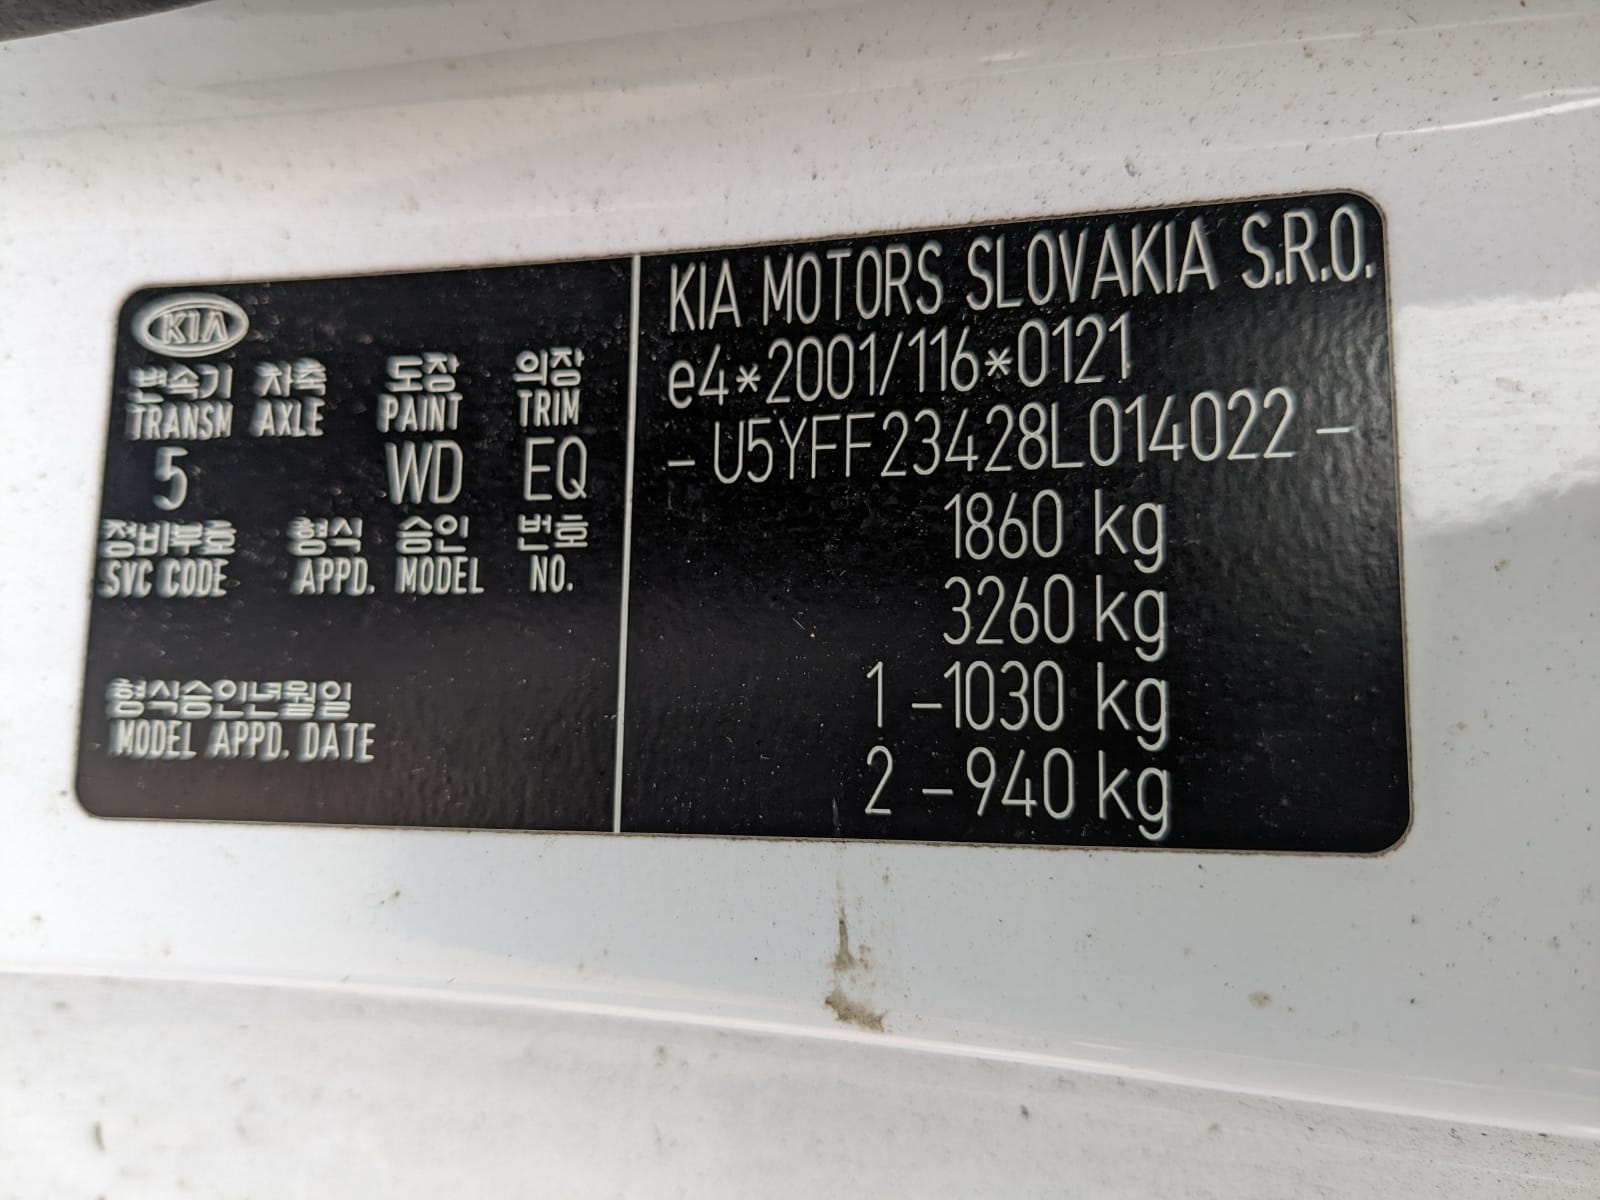 KIA
변속기 차축 도장 의장
TRANSM AXLE PAINT TRIM
5 WD EQ
정비부호 형식 승인 번호
SVC CODE APPD. MODEL NO.
형식승인년월일
MODEL APPD. DATE
KIA MOTORS SLOVAKIA S.R.O.
e4*2001/116*0121
- U5YFF23428L014022 -
1860 kg
3260 kg
1 -1030 kg
2 -940 kg